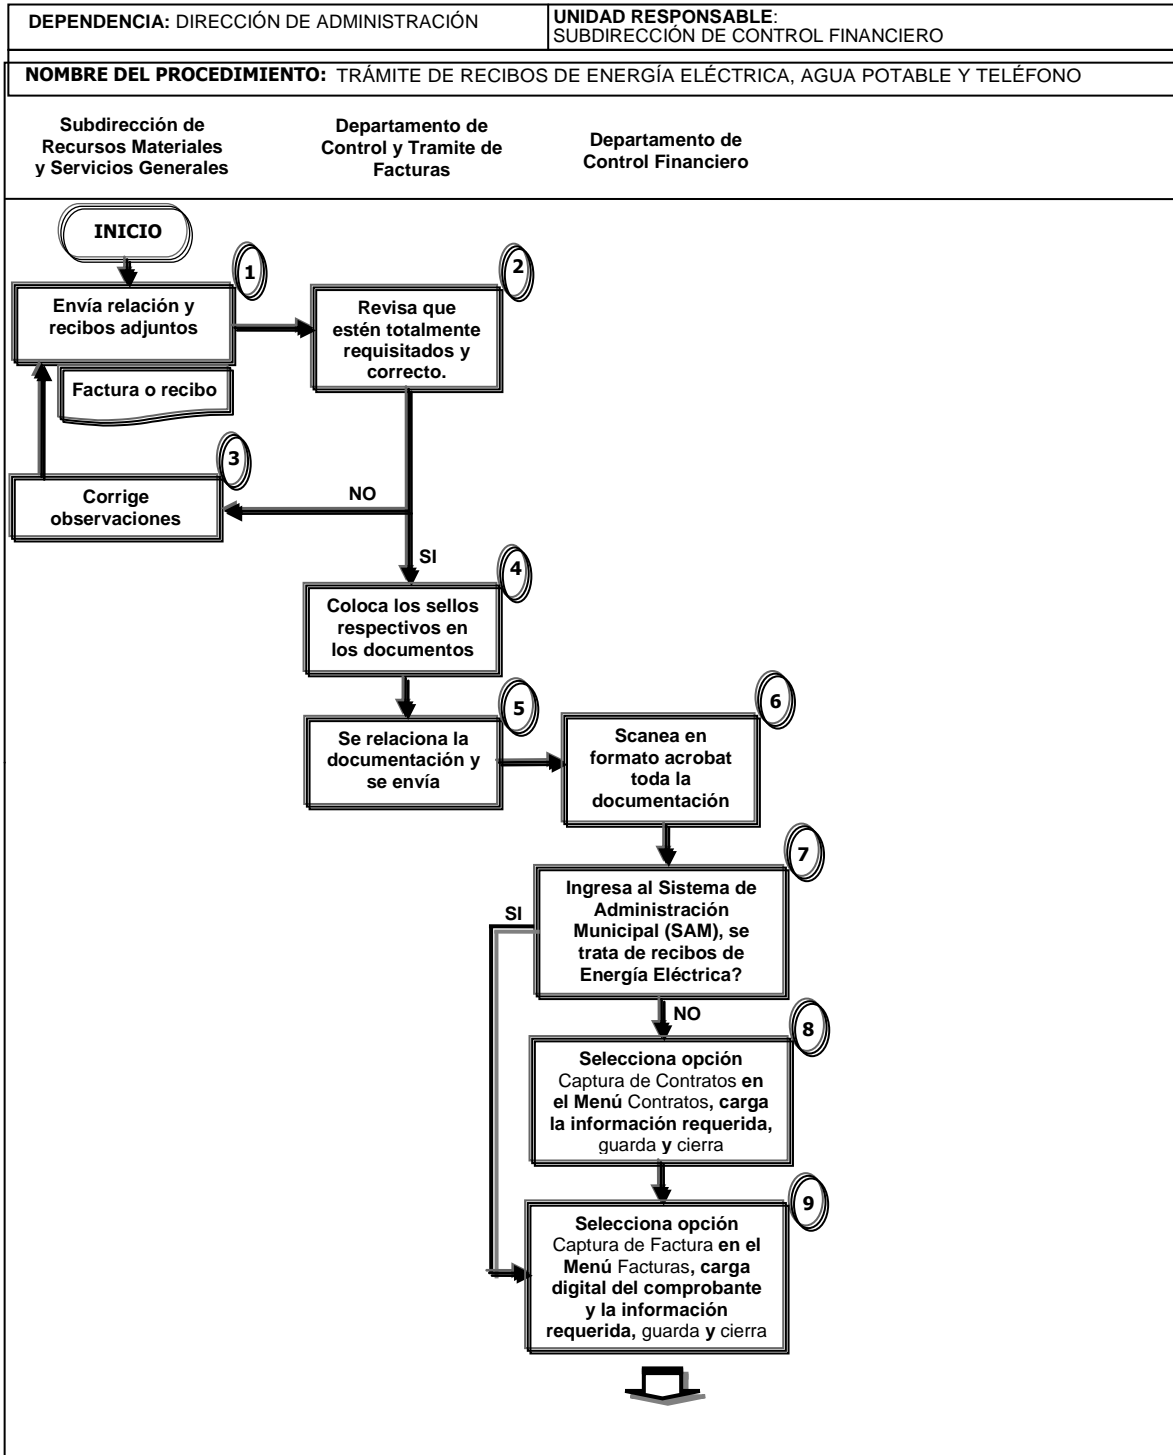 DEPENDENCIA: DIRECCIÓN DE ADMINISTRACIÓN
UNIDAD RESPONSABLE:
SUBDIRECCIÓN DE CONTROL FINANCIERO
NOMBRE DEL PROCEDIMIENTO: TRÁMITE DE RECIBOS DE ENERGÍA ELÉCTRICA, AGUA POTABLE Y TELÉFONO
Subdirección de
Recursos Materiales
y Servicios Generales
Departamento de
Control y Tramite de
Facturas
Departamento de
Control Financiero
INICIO
1
Envía relación y
recibos adjuntos
Factura o recibo
2
Revisa que
estén totalmente
requisitados y
correcto.
3
Corrige
observaciones
NO
SI
4
Coloca los sellos
respectivos en
los documentos
5
Se relaciona la
documentación y
se envía
6
Scanea en
formato acrobat
toda la
documentación
7
Ingresa al Sistema de
Administración
Municipal (SAM), se
trata de recibos de
Energía Eléctrica?
SI
NO
8
Selecciona opción
Captura de Contratos en
el Menú Contratos, carga
la información requerida,
guarda y cierra
9
Selecciona opción
Captura de Factura en el
Menú Facturas, carga
digital del comprobante
y la información
requerida, guarda y cierra